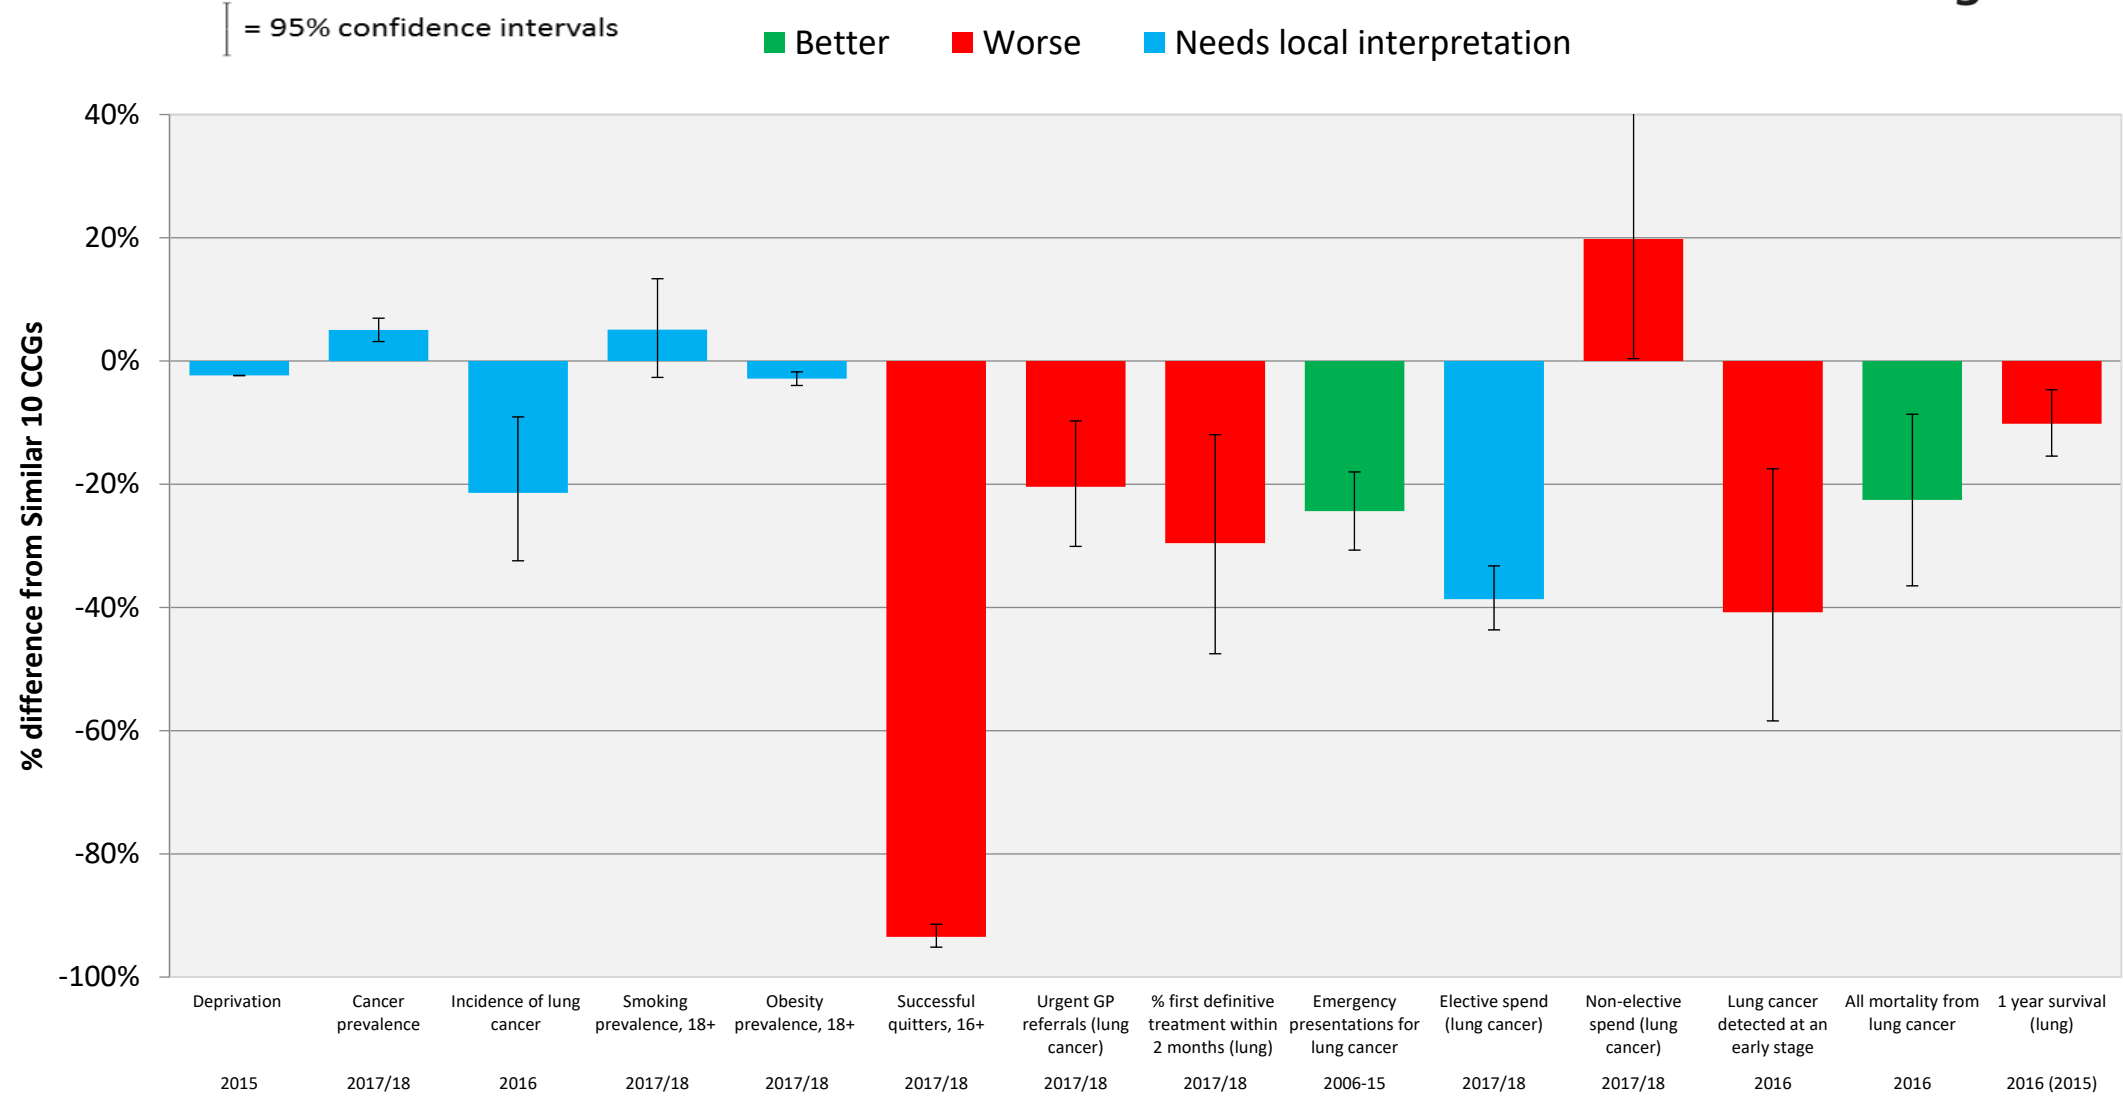 = 95% confidence intervals
Better
Worse
Needs local interpretation
% difference from Similar 10 CCGs
40%
20%
0%
-20%
-40%
-60%
-80%
-100%
Deprivation
2015
Cancer
prevalence
2017/18
Incidence of lung
cancer
2016
Smoking
prevalence, 18+
2017/18
Obesity
prevalence, 18+
2017/18
Successful
quitters, 16+
2017/18
Urgent GP
referrals (lung
cancer)
2017/18
% first definitive
treatment within
2 months (lung)
2017/18
Emergency
presentations for
lung cancer
2006-15
Elective spend
(lung cancer)
2017/18
Non-elective
spend (lung
cancer)
2017/18
Lung cancer
detected at an
early stage
2016
All mortality from
lung cancer
2016
1 year survival
(lung)
2016 (2015)